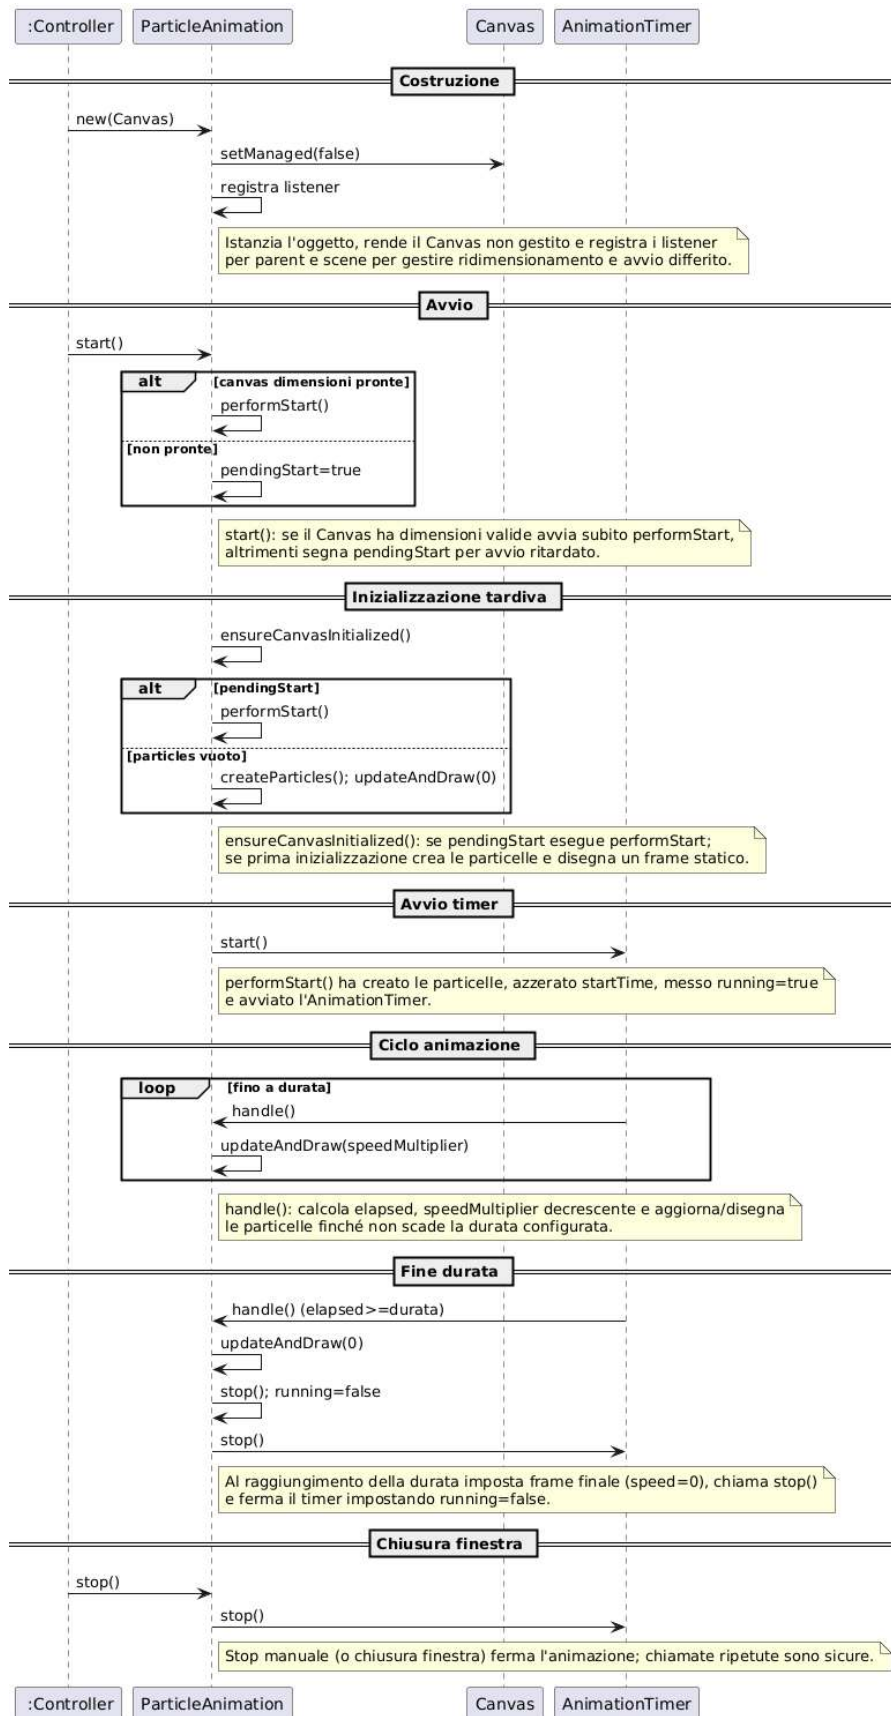 :Controller
ParticleAnimation
Canvas
AnimationTimer
Costruzione
new(Canvas)
setManaged(false)
registra listener
Istanzia l'oggetto, rende il Canvas non gestito e registra i listener
per parent e scene per gestire ridimensionamento e avvio differito.
Avvio
start()
alt [canvas dimensioni pronte]
performStart()
[non pronte]
pendingStart=true
start(): se il Canvas ha dimensioni valide avvia subito performStart,
altrimenti segna pendingStart per avvio ritardato.
Inizializzazione tardiva
ensureCanvasInitialized()
alt [pendingStart]
performStart()
[particles vuoto]
createParticles(); updateAndDraw(0)
ensureCanvasInitialized(): se pendingStart esegue performStart;
se prima inizializzazione crea le particelle e disegna un frame statico.
Avvio timer
start()
performStart() ha creato le particelle, azzerato startTime, messo running=true
e avviato l'AnimationTimer.
Ciclo animazione
loop [fino a durata]
handle()
updateAndDraw(speedMultiplier)
handle(): calcola elapsed, speedMultiplier decrescente e aggiorna/disegna
le particelle finché non scade la durata configurata.
Fine durata
handle() (elapsed>=durata)
updateAndDraw(0)
stop(); running=false
stop()
Al raggiungimento della durata imposta frame finale (speed=0), chiama stop()
e ferma il timer impostando running=false.
Chiusura finestra
stop()
stop()
Stop manuale (o chiusura finestra) ferma l'animazione; chiamate ripetute sono sicure.
:Controller
ParticleAnimation
Canvas
AnimationTimer